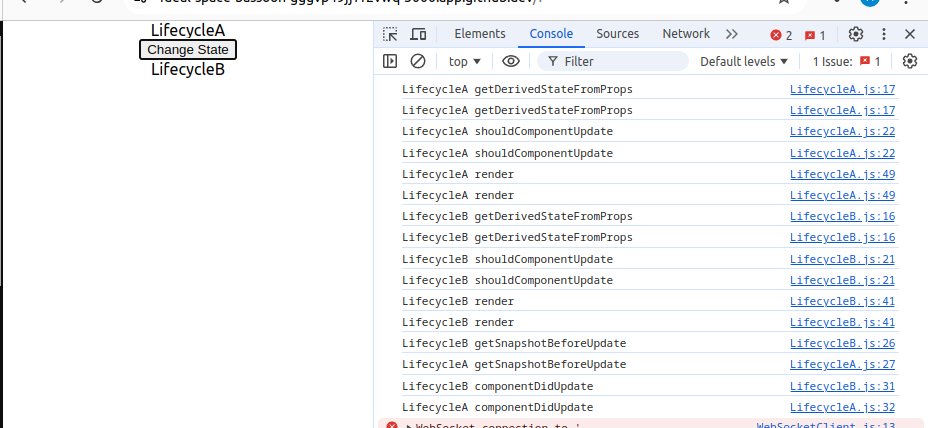 LifecycleA
Change State
LifecycleB
Elements Console Sources Network 2 1
top Filter Default levels 1 Issue: 1
LifecycleA getDerivedStateFromProps LifecycleA.js:17
LifecycleA getDerivedStateFromProps LifecycleA.js:17
LifecycleA shouldComponentUpdate LifecycleA.js:22
LifecycleA shouldComponentUpdate LifecycleA.js:22
LifecycleA render LifecycleA.js:49
LifecycleA render LifecycleA.js:49
LifecycleB getDerivedStateFromProps LifecycleB.js:16
LifecycleB getDerivedStateFromProps LifecycleB.js:16
LifecycleB shouldComponentUpdate LifecycleB.js:21
LifecycleB shouldComponentUpdate LifecycleB.js:21
LifecycleB render LifecycleB.js:41
LifecycleB render LifecycleB.js:41
LifecycleB getSnapshotBeforeUpdate LifecycleB.js:26
LifecycleA getSnapshotBeforeUpdate LifecycleA.js:27
LifecycleB componentDidUpdate LifecycleB.js:31
LifecycleA componentDidUpdate LifecycleA.js:32
WebSocket connection to ' WebSocketClient.js:13